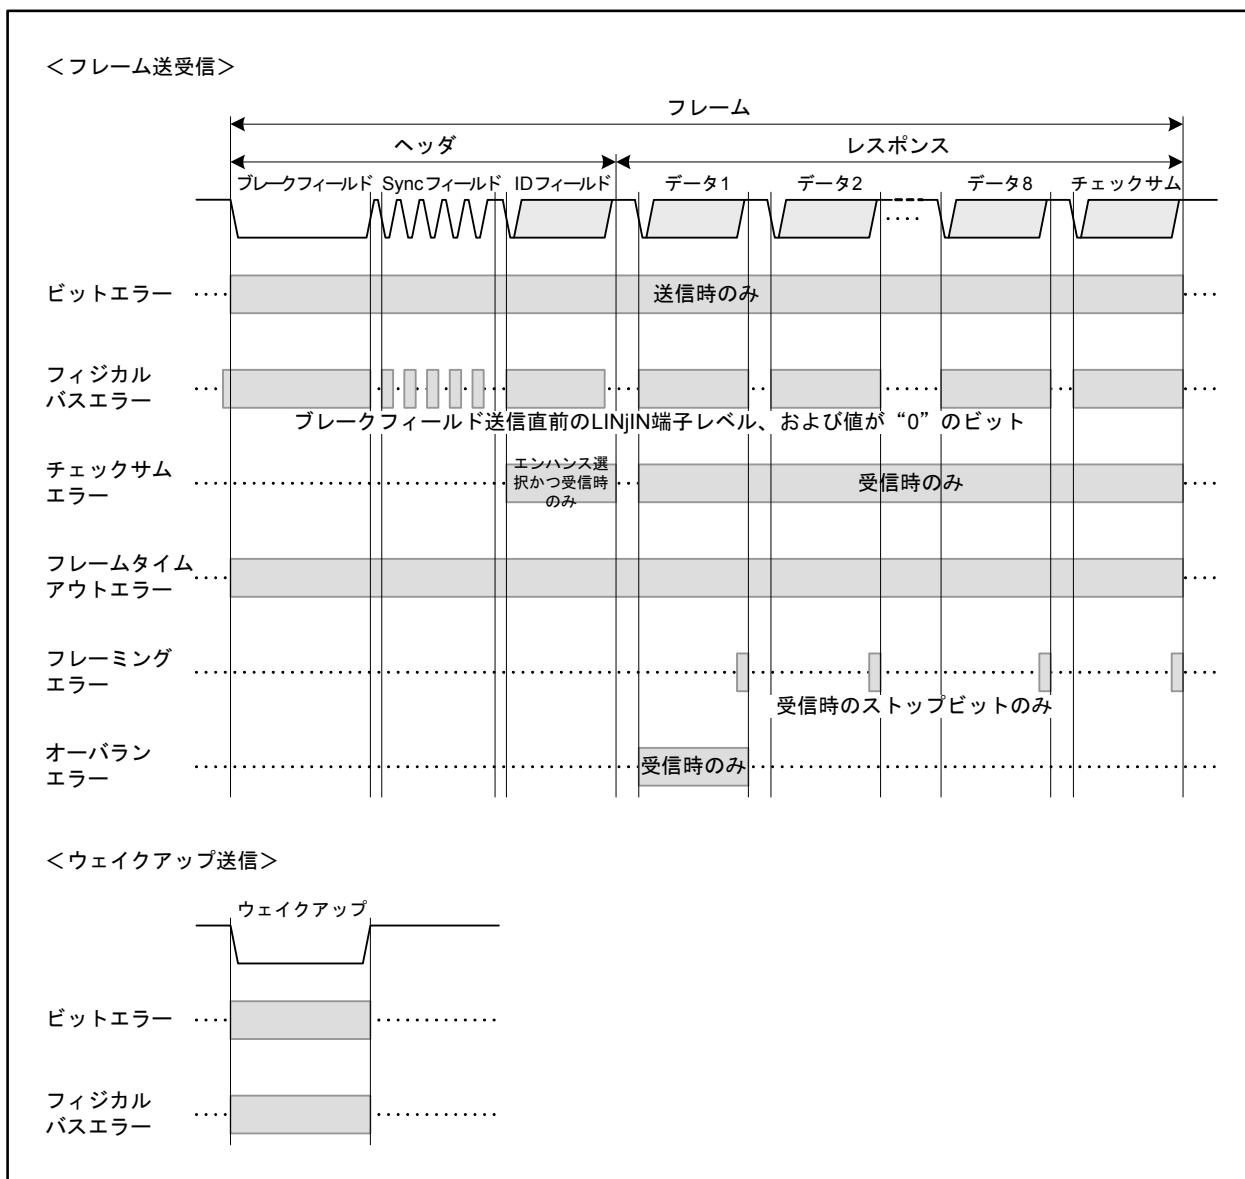 ＜フレーム送受信＞
フレーム
ヘッダ
レスポンス
ブレークフィールド
Syncフィールド
IDフィールド
データ1
データ2
データ8
チェックサム
ビットエラー
送信時のみ
フィジカル
バスエラー
ブレークフィールド送信直前のLINjIN端子レベル、および値が“0”のビット
チェックサム
エラー
エンハンス選
択かつ受信時
のみ
受信時のみ
フレームタイム
アウトエラー
フレーミング
エラー
受信時のストップビットのみ
オーバラン
エラー
受信時のみ
＜ウェイクアップ送信＞
ウェイクアップ
ビットエラー
フィジカル
バスエラー